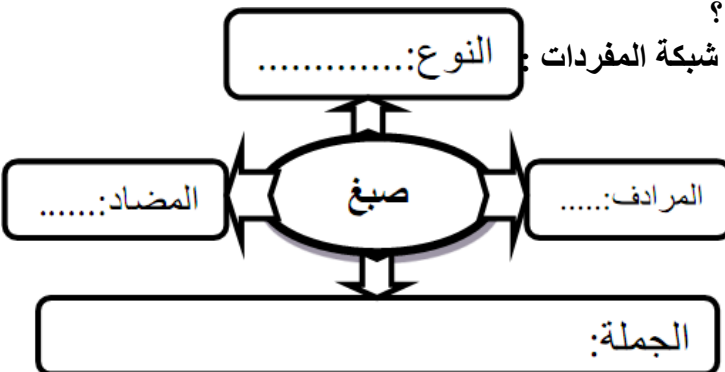 ؟
شبكة المفردات :
النوع:.............
صبغ
المرادف:.....
المضاد:......
الجملة: